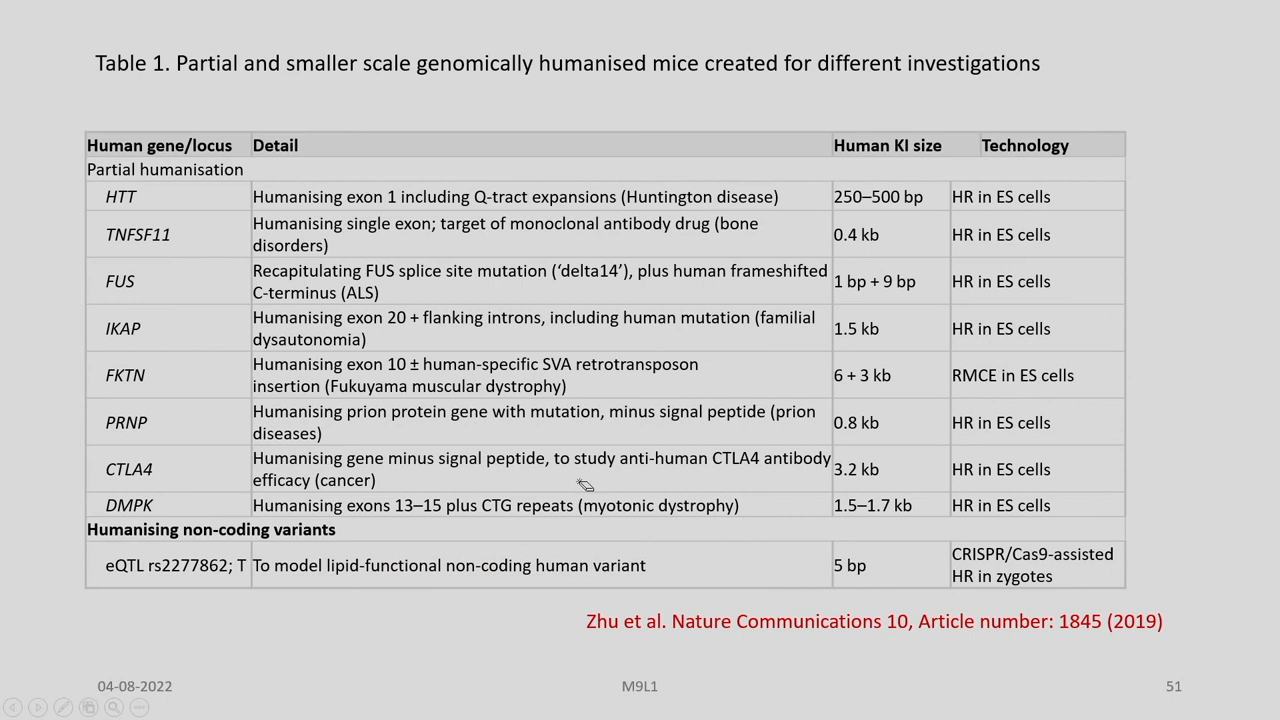 Table 1. Partial and smaller scale genomically humanised mice created for different investigations
Human gene/locus Detail Human KI size Technology
Partial humanisation
HTT Humanising exon 1 including Q-tract expansions (Huntington disease) 250–500 bp HR in ES cells
TNFSF11 Humanising single exon; target of monoclonal antibody drug (bone
disorders) 0.4 kb HR in ES cells
FUS Recapitulating FUS splice site mutation (‘delta14’), plus human frameshifted
C-terminus (ALS) 1 bp + 9 bp HR in ES cells
IKAP Humanising exon 20 + flanking introns, including human mutation (familial
dysautonomia) 1.5 kb HR in ES cells
FKTN Humanising exon 10 ± human-specific SVA retrotransposon
insertion (Fukuyama muscular dystrophy) 6 + 3 kb RMCE in ES cells
PRNP Humanising prion protein gene with mutation, minus signal peptide (prion
diseases) 0.8 kb HR in ES cells
CTLA4 Humanising gene minus signal peptide, to study anti-human CTLA4 antibody
efficacy (cancer) 3.2 kb HR in ES cells
DMPK Humanising exons 13–15 plus CTG repeats (myotonic dystrophy) 1.5–1.7 kb HR in ES cells
Humanising non-coding variants
eQTL rs2277862; T To model lipid-functional non-coding human variant 5 bp CRISPR/Cas9-assisted
HR in zygotes
Zhu et al. Nature Communications 10, Article number: 1845 (2019)
04-08-2022 M9L1 51